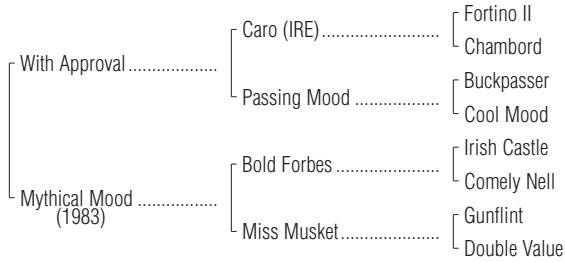 Fortino II
Caro (IRE)
Chambord
With Approval
Buckpasser
Passing Mood
Cool Mood
Irish Castle
Bold Forbes
Comely Nell
Mythical Mood
(1983)
Gunflint
Miss Musket
Double Value